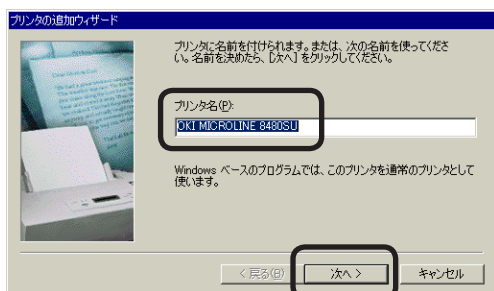 プリンタの追加ウィザード
プリンタに名前を付けられます。または、次の名前を使ってくださ
い。名前を決めたら、[次へ] をクリックしてください。
プリンタ名(P):
OKI MICROLINE 8480SU
Windows ベースのプログラムでは、このプリンタを通常のプリンタとして
使います。
< 戻る(B)
次へ >
キャンセル